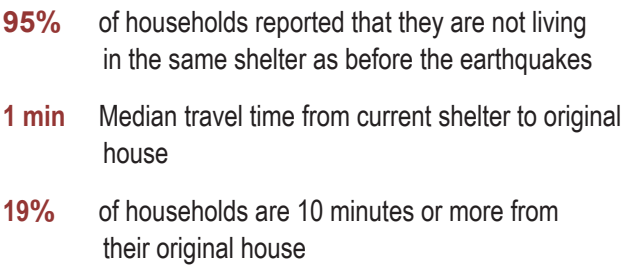 95% of households reported that they are not living
in the same shelter as before the earthquakes
1 min Median travel time from current shelter to original
house
19% of households are 10 minutes or more from
their original house